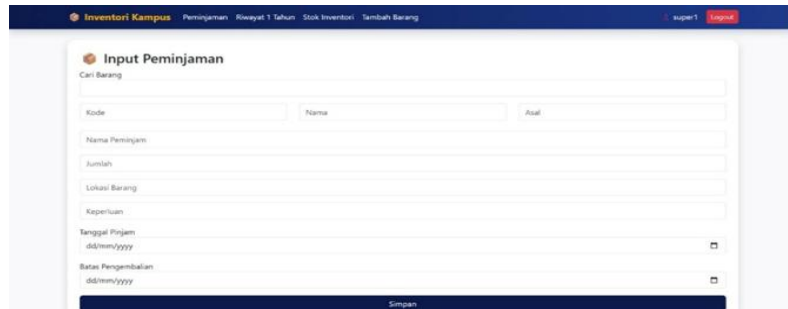 Inventori Kampus Peminjaman Riwayat 1 Tahun Stok Inventori Tambah Barang super1 Logout
Input Peminjaman
Cari Barang
Kode Nama Asal
Nama Peminjam
Jumlah
Lokasi Barang
Keperluan
Tanggal Pinjam
dd/mm/yyyy
Batas Pengembalian
dd/mm/yyyy
Simpan